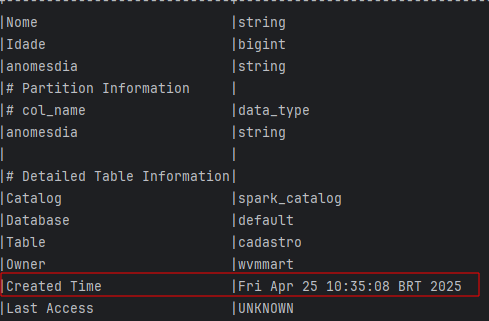 |Nome |string
|Idade |bigint
|anomesdia |string
|# Partition Information |
|# col_name |data_type
|anomesdia |string
| |
|# Detailed Table Information|
|Catalog |spark_catalog
|Database |default
|Table |cadastro
|Owner |wvmmart
|Created Time |Fri Apr 25 10:35:08 BRT 2025
|Last Access |UNKNOWN